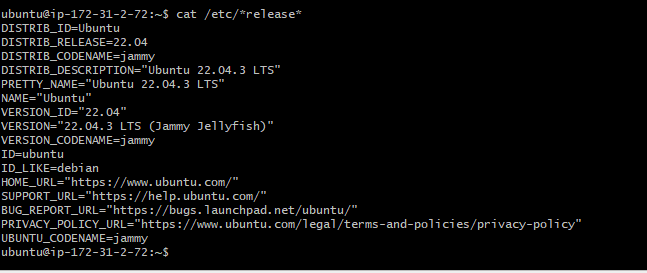 ubuntu@ip-172-31-2-72:~$ cat /etc/*release*
DISTRIB_ID=Ubuntu
DISTRIB_RELEASE=22.04
DISTRIB_CODENAME=jammy
DISTRIB_DESCRIPTION="Ubuntu 22.04.3 LTS"
PRETTY_NAME="Ubuntu 22.04.3 LTS"
NAME="Ubuntu"
VERSION_ID="22.04"
VERSION="22.04.3 LTS (Jammy Jellyfish)"
VERSION_CODENAME=jammy
ID=ubuntu
ID_LIKE=debian
HOME_URL="https://www.ubuntu.com/"
SUPPORT_URL="https://help.ubuntu.com/"
BUG_REPORT_URL="https://bugs.launchpad.net/ubuntu/"
PRIVACY_POLICY_URL="https://www.ubuntu.com/legal/terms-and-policies/privacy-policy"
UBUNTU_CODENAME=jammy
ubuntu@ip-172-31-2-72:~$